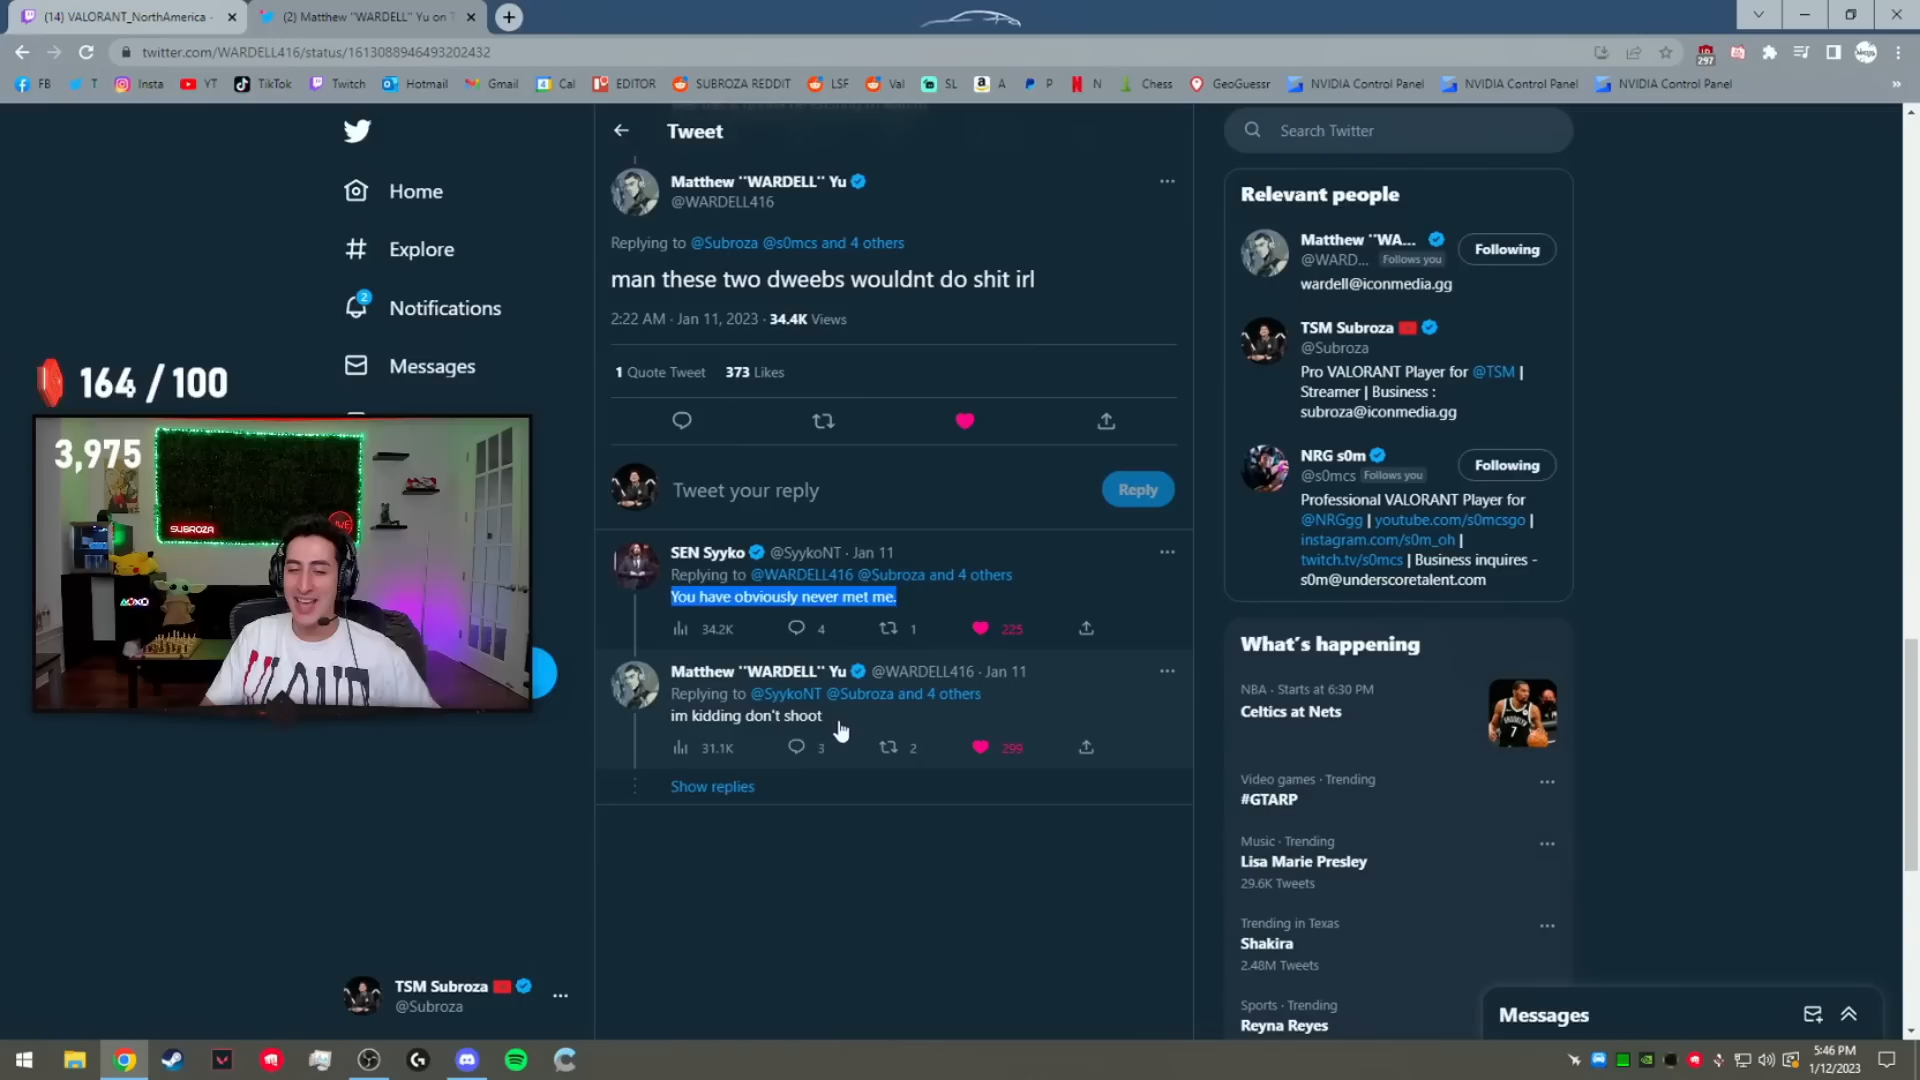 (14) VALORANT_NorthAmerica -
(2) Matthew "WARDELL" Yu on T
twitter.com/WARDELL416/status/1613088946493202432
297
FB
T
Insta
YT
TikTok
Twitch
Hotmail
Gmail
Cal
EDITOR
SUBROZA REDDIT
LSF
Val
SL
A
P
N
Chess
GeoGuessr
NVIDIA Control Panel
NVIDIA Control Panel
NVIDIA Control Panel
»
Home
Explore
2
Notifications
Messages
164 / 100
3,975
SUBROZA
TSM Subroza
@Subroza
Tweet
Matthew "WARDELL" Yu
@WARDELL416
Replying to @Subroza @s0mcs and 4 others
man these two dweebs wouldnt do shit irl
2:22 AM · Jan 11, 2023 · 34.4K Views
1 Quote Tweet 373 Likes
Tweet your reply
Reply
SEN Syyko @SyykoNT · Jan 11
Replying to @WARDELL416 @Subroza and 4 others
You have obviously never met me.
34.2K 4 1 225
Matthew "WARDELL" Yu @WARDELL416 · Jan 11
Replying to @SyykoNT @Subroza and 4 others
im kidding don't shoot
31.1K 3 2 299
Show replies
Search Twitter
Relevant people
Matthew "WA...
@WARD... Follows you
Following
wardell@iconmedia.gg
TSM Subroza
@Subroza
Pro VALORANT Player for @TSM |
Streamer | Business :
subroza@iconmedia.gg
NRG s0m
@s0mcs Follows you
Following
Professional VALORANT Player for
@NRGgg | youtube.com/s0mcsgo |
instagram.com/s0m_oh |
twitch.tv/s0mcs | Business inquires -
s0m@underscoretalent.com
What's happening
NBA · Starts at 6:30 PM
Celtics at Nets
Video games · Trending
#GTARP
Music · Trending
Lisa Marie Presley
29.6K Tweets
Trending in Texas
Shakira
2.48M Tweets
Sports · Trending
Reyna Reyes
Messages
5:46 PM
1/12/2023